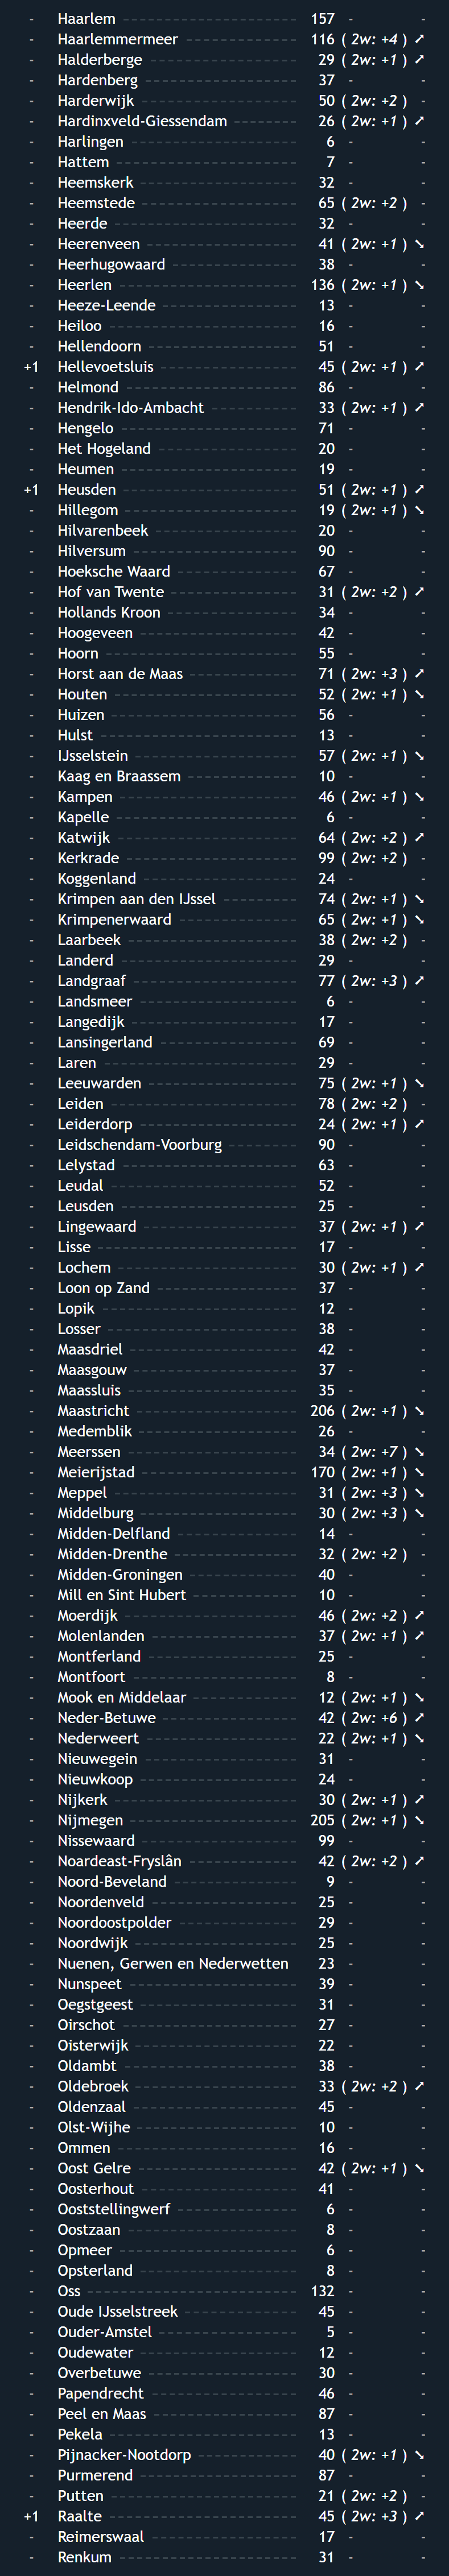 - Haarlem 157 - -
- Haarlemmermeer 116 ( 2w: +4 ) ↗
- Halderberge 29 ( 2w: +1 ) ↗
- Hardenberg 37 - -
- Harderwijk 50 ( 2w: +2 ) -
- Hardinxveld-Giessendam 26 ( 2w: +1 ) ↗
- Harlingen 6 - -
- Hattem 7 - -
- Heemskerk 32 - -
- Heemstede 65 ( 2w: +2 ) -
- Heerde 32 - -
- Heerenveen 41 ( 2w: +1 ) ↘
- Heerhugowaard 38 - -
- Heerlen 136 ( 2w: +1 ) ↘
- Heeze-Leende 13 - -
- Heiloo 16 - -
- Hellendoorn 51 - -
+1 Hellevoetsluis 45 ( 2w: +1 ) ↗
- Helmond 86 - -
- Hendrik-Ido-Ambacht 33 ( 2w: +1 ) ↗
- Hengelo 71 - -
- Het Hogeland 20 - -
- Heumen 19 - -
+1 Heusden 51 ( 2w: +1 ) ↗
- Hillegom 19 ( 2w: +1 ) ↘
- Hilvarenbeek 20 - -
- Hilversum 90 - -
- Hoeksche Waard 67 - -
- Hof van Twente 31 ( 2w: +2 ) ↗
- Hollands Kroon 34 - -
- Hoogeveen 42 - -
- Hoorn 55 - -
- Horst aan de Maas 71 ( 2w: +3 ) ↗
- Houten 52 ( 2w: +1 ) ↘
- Huizen 56 - -
- Hulst 13 - -
- IJsselstein 57 ( 2w: +1 ) ↘
- Kaag en Braassem 10 - -
- Kampen 46 ( 2w: +1 ) ↘
- Kapelle 6 - -
- Katwijk 64 ( 2w: +2 ) ↗
- Kerkrade 99 ( 2w: +2 ) -
- Koggenland 24 - -
- Krimpen aan den IJssel 74 ( 2w: +1 ) ↘
- Krimpenerwaard 65 ( 2w: +1 ) ↘
- Laarbeek 38 ( 2w: +2 ) -
- Landerd 29 - -
- Landgraaf 77 ( 2w: +3 ) ↗
- Landsmeer 6 - -
- Langedijk 17 - -
- Lansingerland 69 - -
- Laren 29 - -
- Leeuwarden 75 ( 2w: +1 ) ↘
- Leiden 78 ( 2w: +2 ) -
- Leiderdorp 24 ( 2w: +1 ) ↗
- Leidschendam-Voorburg 90 - -
- Lelystad 63 - -
- Leudal 52 - -
- Leusden 25 - -
- Lingewaard 37 ( 2w: +1 ) ↗
- Lisse 17 - -
- Lochem 30 ( 2w: +1 ) ↗
- Loon op Zand 37 - -
- Lopik 12 - -
- Losser 38 - -
- Maasdriel 42 - -
- Maasgouw 37 - -
- Maassluis 35 - -
- Maastricht 206 ( 2w: +1 ) ↘
- Medemblik 26 - -
- Meerssen 34 ( 2w: +7 ) ↘
- Meierijstad 170 ( 2w: +1 ) ↘
- Meppel 31 ( 2w: +3 ) ↘
- Middelburg 30 ( 2w: +3 ) ↘
- Midden-Delfland 14 - -
- Midden-Drenthe 32 ( 2w: +2 ) -
- Midden-Groningen 40 - -
- Mill en Sint Hubert 10 - -
- Moerdijk 46 ( 2w: +2 ) ↗
- Molenlanden 37 ( 2w: +1 ) ↗
- Montferland 25 - -
- Montfoort 8 - -
- Mook en Middelaar 12 ( 2w: +1 ) ↘
- Neder-Betuwe 42 ( 2w: +6 ) ↗
- Nederweert 22 ( 2w: +1 ) ↘
- Nieuwegein 31 - -
- Nieuwkoop 24 - -
- Nijkerk 30 ( 2w: +1 ) ↗
- Nijmegen 205 ( 2w: +1 ) ↘
- Nissewaard 99 - -
- Noardeast-Fryslân 42 ( 2w: +2 ) ↗
- Noord-Beveland 9 - -
- Noordenveld 25 - -
- Noordoostpolder 29 - -
- Noordwijk 25 - -
- Nuenen, Gerwen en Nederwetten 23 - -
- Nunspeet 39 - -
- Oegstgeest 31 - -
- Oirschot 27 - -
- Oisterwijk 22 - -
- Oldambt 38 - -
- Oldebroek 33 ( 2w: +2 ) ↗
- Oldenzaal 45 - -
- Olst-Wijhe 10 - -
- Ommen 16 - -
- Oost Gelre 42 ( 2w: +1 ) ↘
- Oosterhout 41 - -
- Ooststellingwerf 6 - -
- Oostzaan 8 - -
- Opmeer 6 - -
- Opsterland 8 - -
- Oss 132 - -
- Oude IJsselstreek 45 - -
- Ouder-Amstel 5 - -
- Oudewater 12 - -
- Overbetuwe 30 - -
- Papendrecht 46 - -
- Peel en Maas 87 - -
- Pekela 13 - -
- Pijnacker-Nootdorp 40 ( 2w: +1 ) ↘
- Purmerend 87 - -
- Putten 21 ( 2w: +2 ) -
+1 Raalte 45 ( 2w: +3 ) ↗
- Reimerswaal 17 - -
- Renkum 31 - -